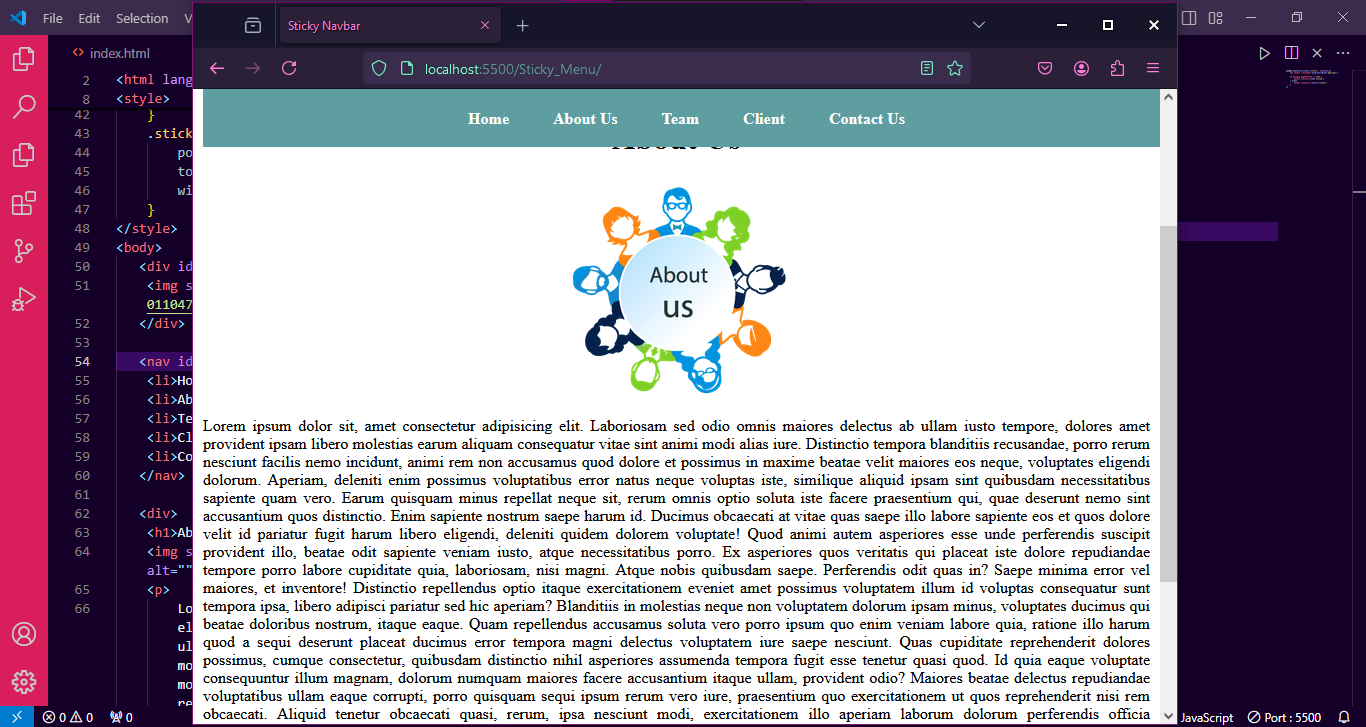 File Edit Selection V
Sticky Navbar
index.html
localhost:5500/Sticky_Menu/
2 <html lang
8 <style>
42 }
43 .stick
44 po
45 to
46 wi
47 }
48 </style>
49 <body>
50 <div id
51 <img s
011047
52 </div>
53
54 <nav id
55 <li>Ho
56 <li>Ab
57 <li>Te
58 <li>Cl
59 <li>Co
60 </nav>
61
62 <div>
63 <h1>Ab
64 <img s
alt=""
65 <p>
66 Lo
el
ul
mo
mo
re
Home About Us Team Client Contact Us
About Us
About
us
Lorem ipsum dolor sit, amet consectetur adipisicing elit. Laboriosam sed odio omnis maiores delectus ab ullam iusto tempore, dolores amet
provident ipsam libero molestias earum aliquam consequatur vitae sint animi modi alias iure. Distinctio tempora blanditiis recusandae, porro rerum
nesciunt facilis nemo incidunt, animi rem non accusamus quod dolore et possimus in maxime beatae velit maiores eos neque, voluptates eligendi
dolorum. Aperiam, deleniti enim possimus voluptatibus error natus neque voluptas iste, similique aliquid ipsam sint quibusdam necessitatibus
sapiente quam vero. Earum quisquam minus repellat neque sit, rerum omnis optio soluta iste facere praesentium qui, quae deserunt nemo sint
accusantium quos distinctio. Enim sapiente nostrum saepe harum id. Ducimus obcaecati at vitae quas saepe illo labore sapiente eos et quos dolore
velit id pariatur fugit harum libero eligendi, deleniti quidem dolorem voluptate! Quod animi autem asperiores esse unde perferendis suscipit
provident illo, beatae odit sapiente veniam iusto, atque necessitatibus porro. Ex asperiores quos veritatis qui placeat iste dolore repudiandae
tempore porro labore cupiditate quia, laboriosam, nisi magni. Atque nobis quibusdam saepe. Perferendis odit quas in? Saepe minima error vel
maiores, et inventore! Distinctio repellendus optio itaque exercitationem eveniet amet possimus voluptatem illum id voluptas consequatur sunt
tempora ipsa, libero adipisci pariatur sed hic aperiam? Blanditiis in molestias neque non voluptatem dolorum ipsam minus, voluptates ducimus qui
beatae doloribus nostrum, itaque eaque. Quam repellendus accusamus soluta vero porro ipsum quo enim veniam labore quia, ratione illo harum
quod a sequi deserunt placeat ducimus error tempora magni delectus voluptatem iure saepe nesciunt. Quas cupiditate reprehenderit dolores
possimus, cumque consectetur, quibusdam distinctio nihil asperiores assumenda tempora fugit esse tenetur quasi quod. Id quia eaque voluptate
consequuntur illum magnam, dolorum numquam maiores facere accusantium itaque ullam, provident odio? Maiores beatae delectus repudiandae
voluptatibus ullam eaque corrupti, porro quisquam sequi ipsum rerum vero iure, praesentium quo exercitationem ut quos reprehenderit nisi rem
obcaecati. Aliquid tenetur obcaecati quasi, rerum, ipsa nesciunt modi, exercitationem illo aperiam laborum dolorum perferendis officia
0 0 0 JavaScript Port : 5500